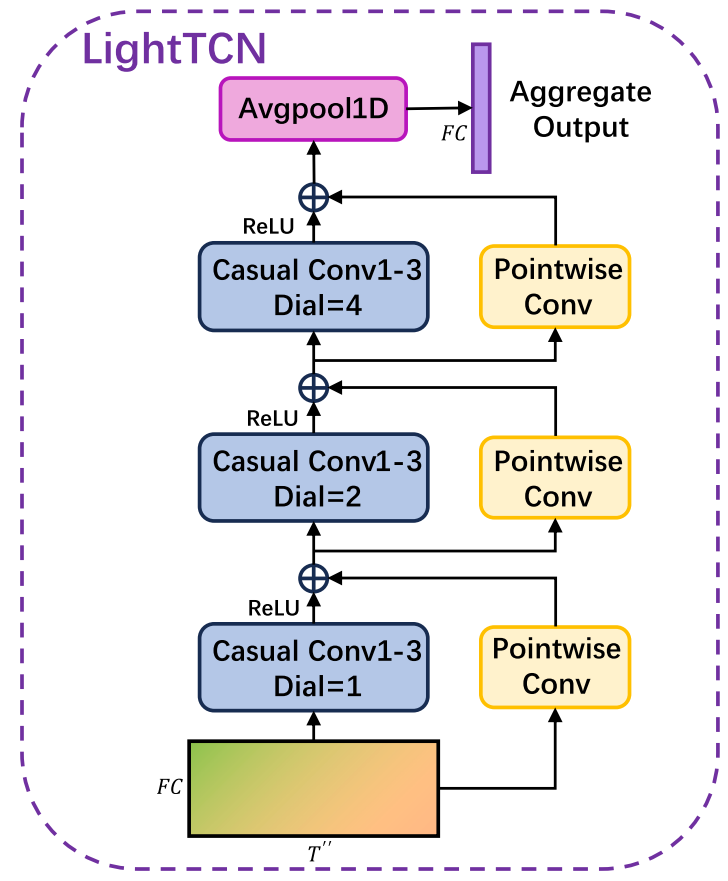 LightTCN
Avgpool1D
FC
Aggregate
Output
ReLU
Casual Conv1-3
Dial=4
Pointwise
Conv
ReLU
Casual Conv1-3
Dial=2
Pointwise
Conv
ReLU
Casual Conv1-3
Dial=1
Pointwise
Conv
FC
T′′